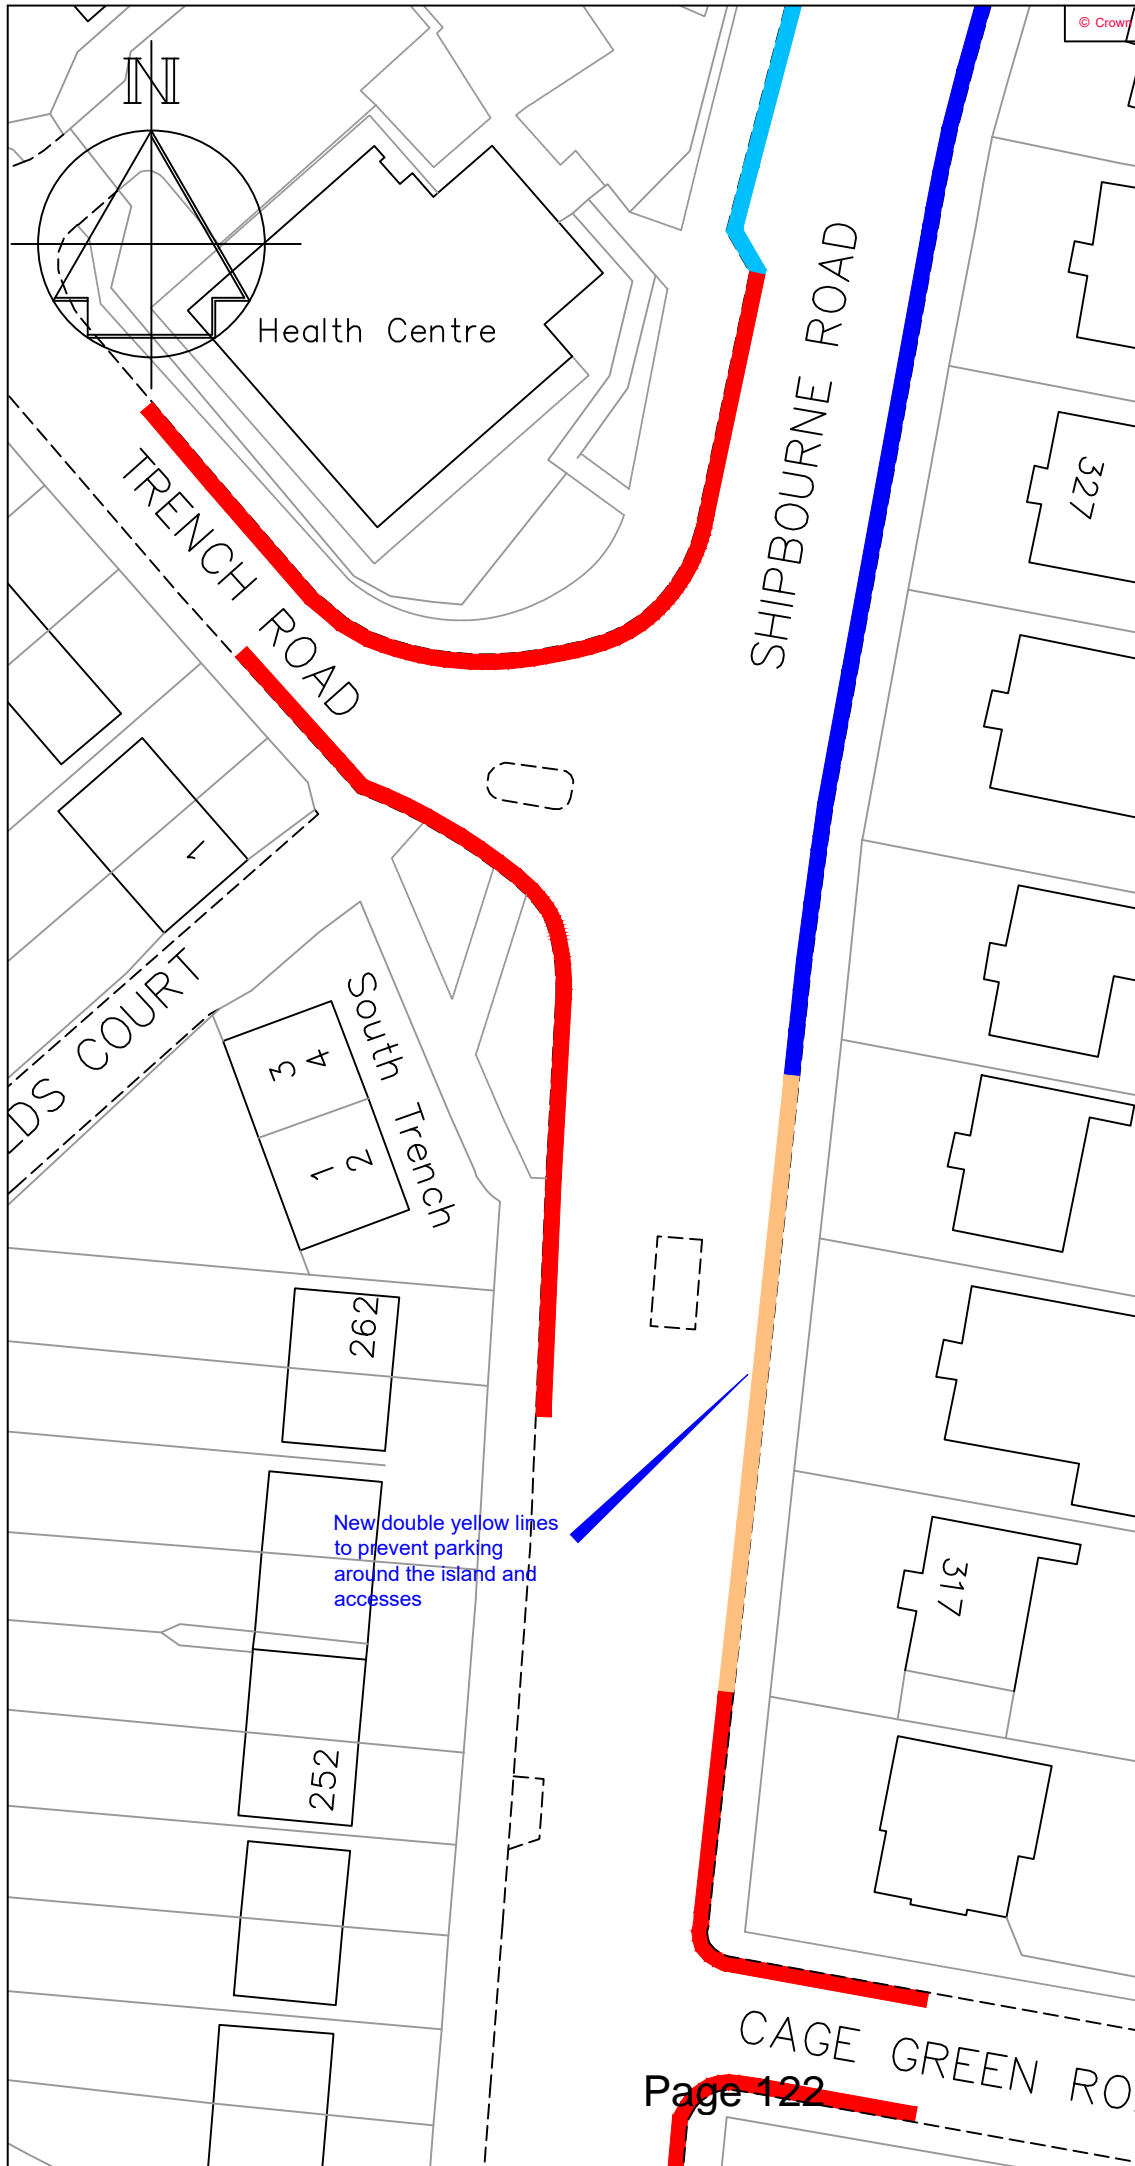 © Crown
N
Health Centre
SHIPBOURNE ROAD
327
TRENCH ROAD
1
DS COURT
South Trench
3
4
1
2
262
New double yellow lines
to prevent parking
around the island and
accesses
317
252
CAGE GREEN RO
Page 122